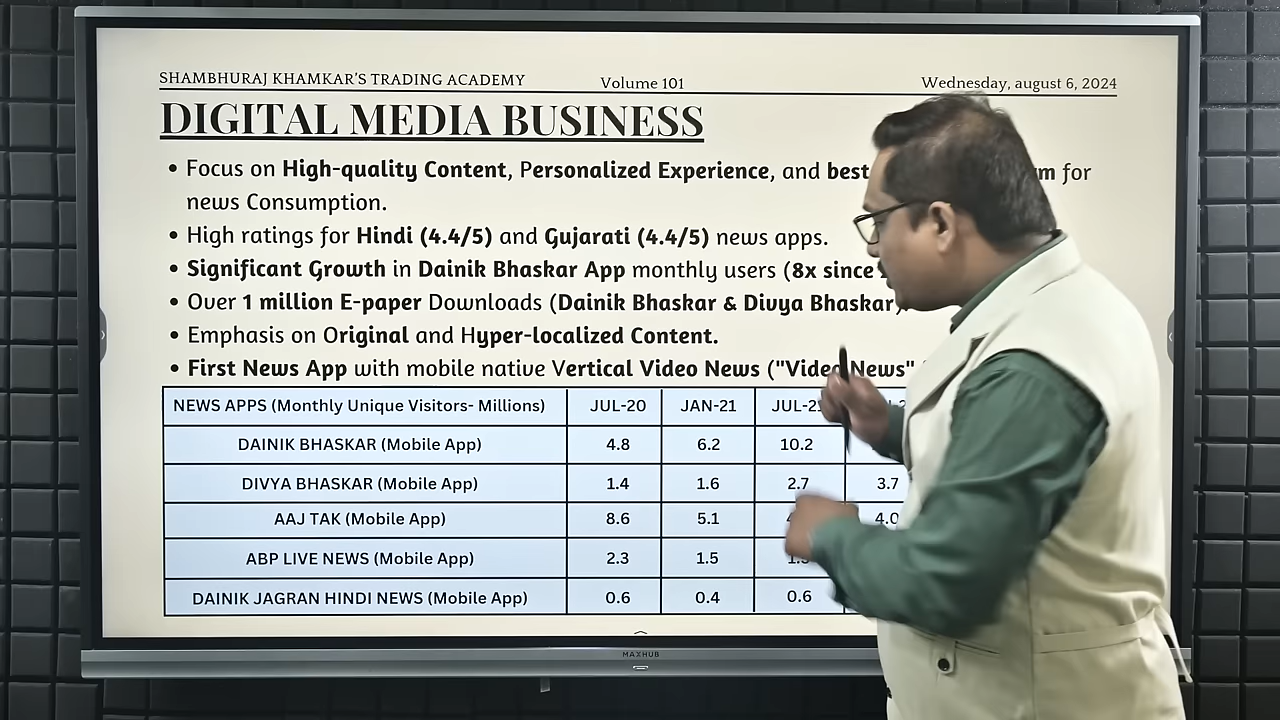 SHAMBHURAJ KHAMKAR'S TRADING ACADEMY Volume 101 Wednesday, august 6, 2024
DIGITAL MEDIA BUSINESS
• Focus on High-quality Content, Personalized Experience, and best for
news Consumption.
• High ratings for Hindi (4.4/5) and Gujarati (4.4/5) news apps.
• Significant Growth in Dainik Bhaskar App monthly users (8x since
• Over 1 million E-paper Downloads (Dainik Bhaskar & Divya Bhaskar).
• Emphasis on Original and Hyper-localized Content.
• First News App with mobile native Vertical Video News ("Video News"
NEWS APPS (Monthly Unique Visitors- Millions) JUL-20 JAN-21 JUL-21
DAINIK BHASKAR (Mobile App) 4.8 6.2 10.2
DIVYA BHASKAR (Mobile App) 1.4 1.6 2.7 3.7
AAJ TAK (Mobile App) 8.6 5.1 4.0
ABP LIVE NEWS (Mobile App) 2.3 1.5
DAINIK JAGRAN HINDI NEWS (Mobile App) 0.6 0.4 0.6
MAXHUB